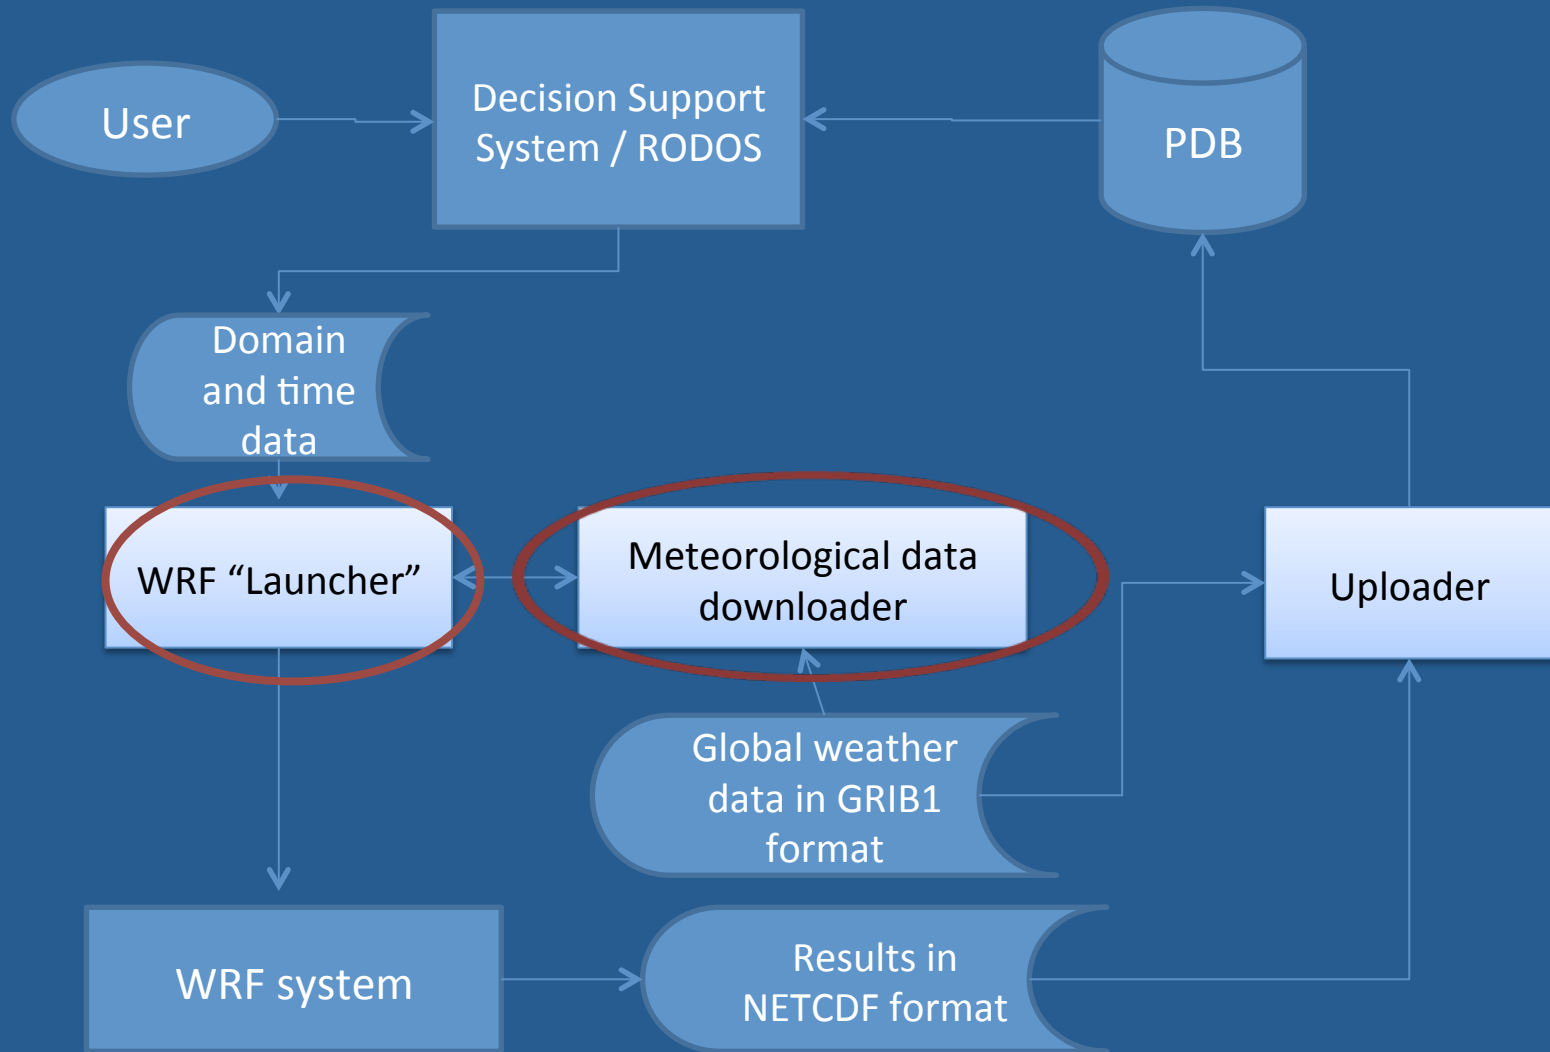 User
Decision Support
System / RODOS
PDB
Domain
and time
data
WRF “Launcher”
Meteorological data
downloader
Uploader
Global weather
data in GRIB1
format
WRF system
Results in
NETCDF format